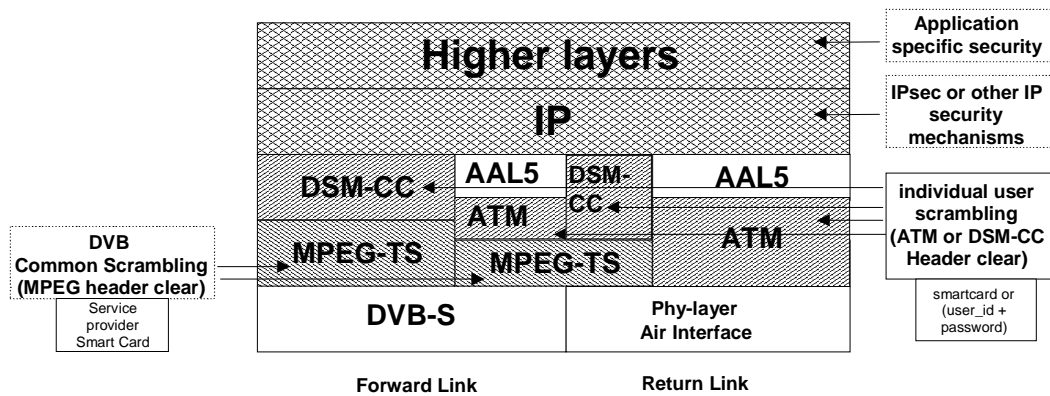 Higher layers
IP
DSM-CC
AAL5
DSM-
CC
AAL5
ATM
ATM
MPEG-TS
MPEG-TS
DVB-S
Phy-layer
Air Interface
Forward Link
Return Link
Application
specific security
IPsec or other IP
security
mechanisms
individual user
scrambling
(ATM or DSM-CC
Header clear)
smartcard or
(user_id +
password)
DVB
Common Scrambling
(MPEG header clear)
Service
provider
Smart Card